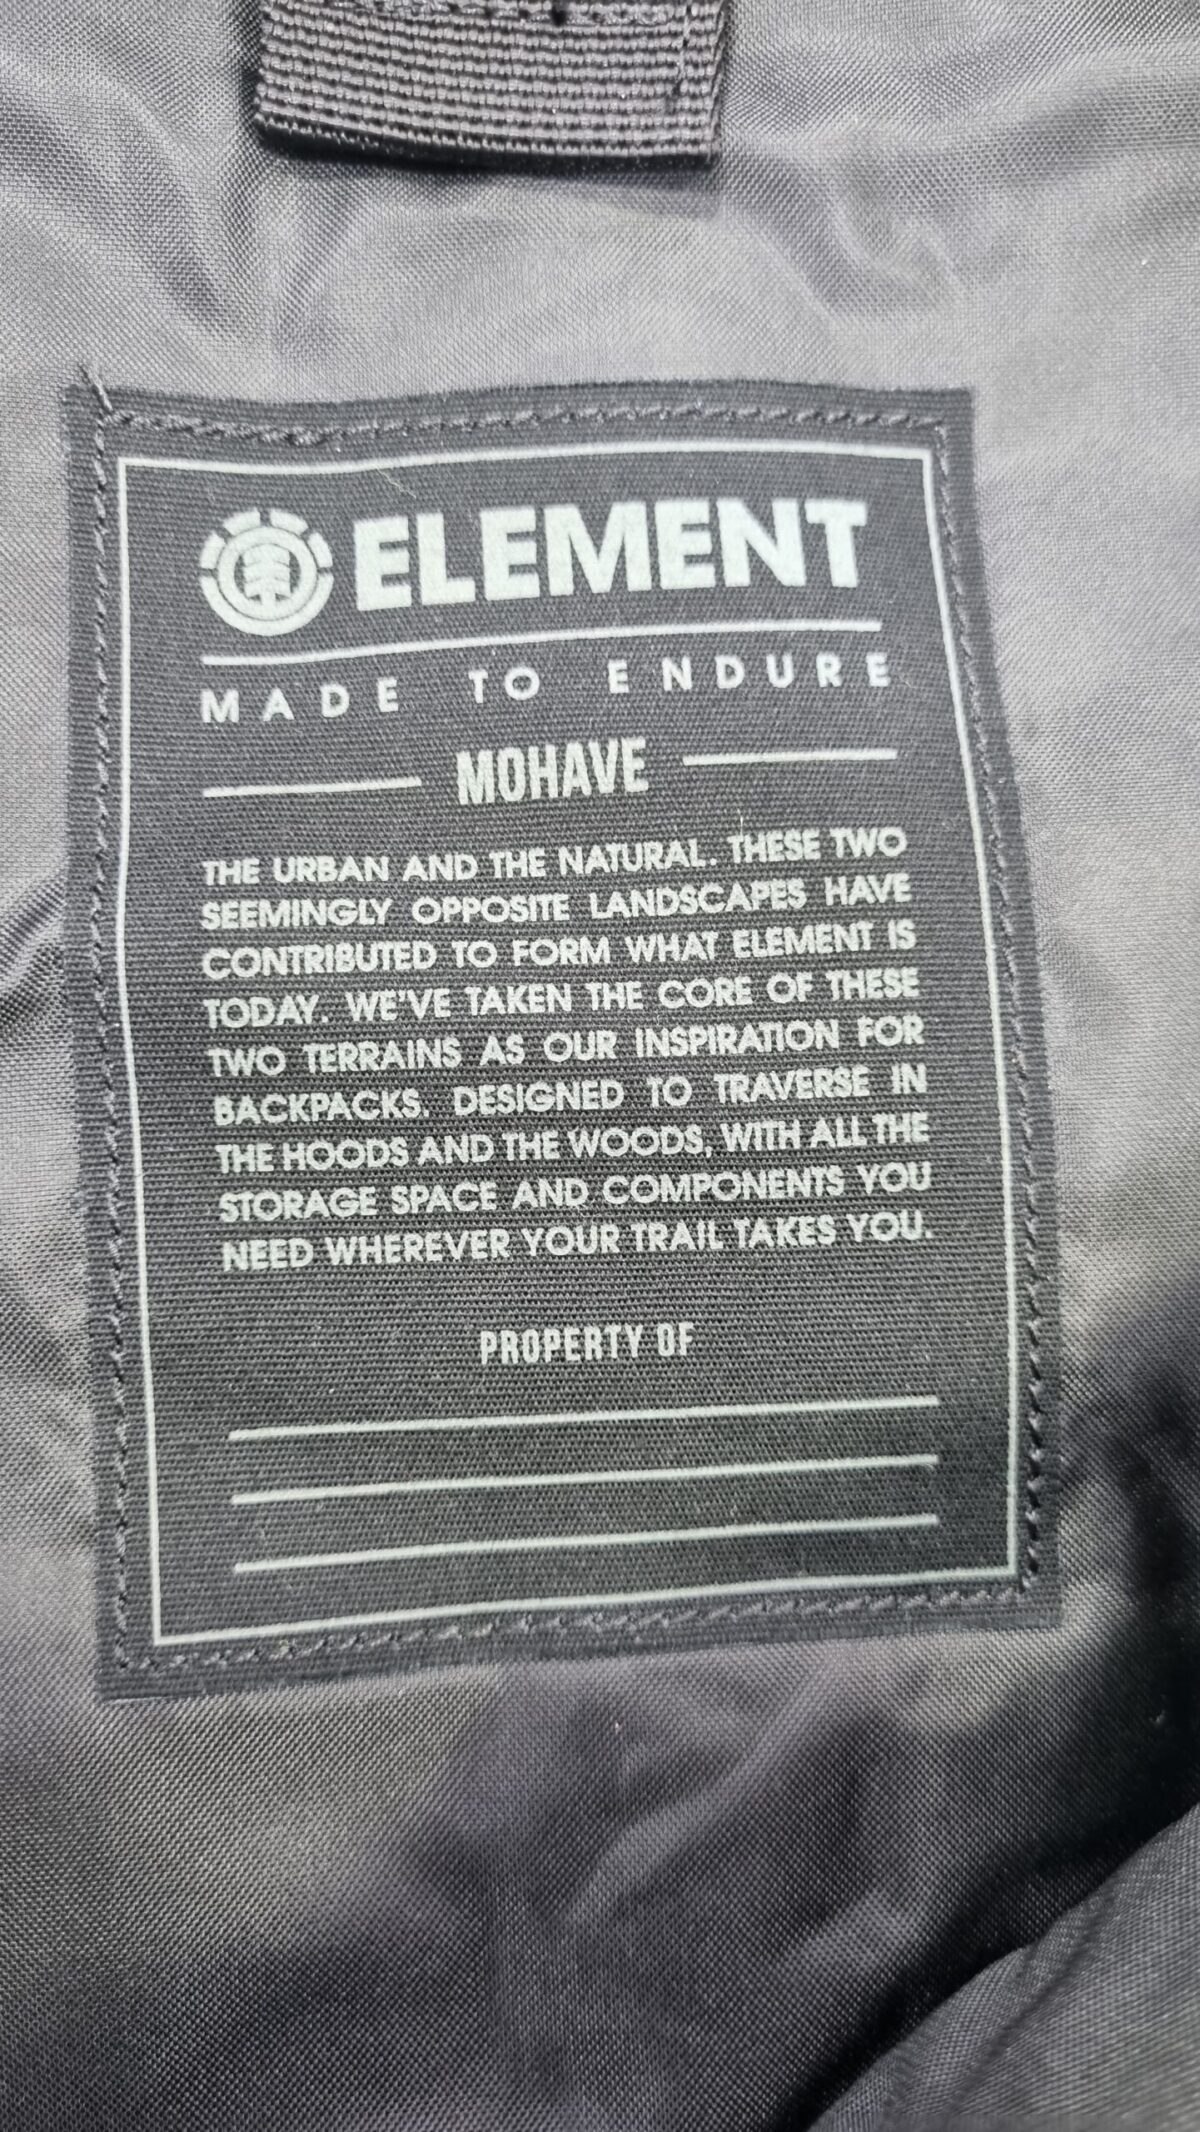 ELEMENT
MADE TO ENDURE
MOHAVE
THE URBAN AND THE NATURAL. THESE TWO
SEEMINGLY OPPOSITE LANDSCAPES HAVE
CONTRIBUTED TO FORM WHAT ELEMENT IS
TODAY. WE'VE TAKEN THE CORE OF THESE
TWO TERRAINS AS OUR INSPIRATION FOR
BACKPACKS. DESIGNED TO TRAVERSE IN
THE HOODS AND THE WOODS, WITH ALL THE
STORAGE SPACE AND COMPONENTS YOU
NEED WHEREVER YOUR TRAIL TAKES YOU.
PROPERTY OF